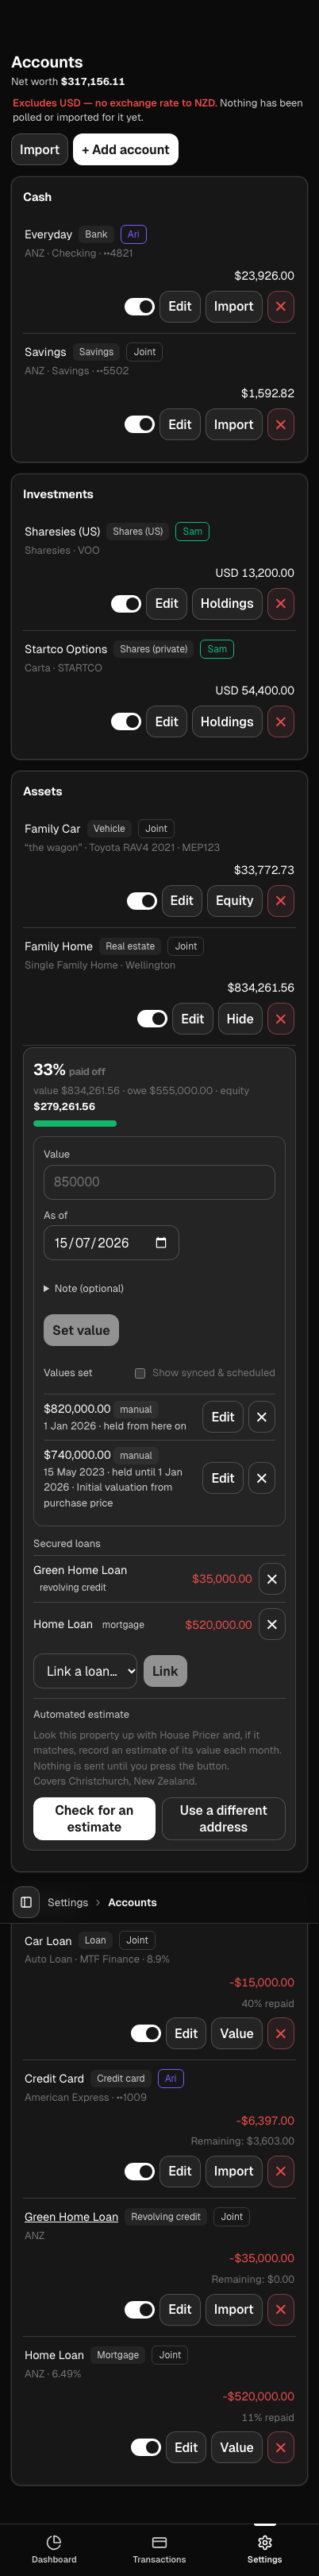 Accounts
Net worth $317,156.11
Excludes USD — no exchange rate to NZD. Nothing has been
polled or imported for it yet.
Import
+ Add account
Cash
Everyday Bank Ari
ANZ · Checking · ••4821
$23,926.00
Edit Import ✕
Savings Savings Joint
ANZ · Savings · ••5502
$1,592.82
Edit Import ✕
Investments
Sharesies (US) Shares (US) Sam
Sharesies · VOO
USD 13,200.00
Edit Holdings ✕
Startco Options Shares (private) Sam
Carta · STARTCO
USD 54,400.00
Edit Holdings ✕
Assets
Family Car Vehicle Joint
“the wagon” · Toyota RAV4 2021 · MEP123
$33,772.73
Edit Equity ✕
Family Home Real estate Joint
Single Family Home · Wellington
$834,261.56
Edit Hide ✕
33% paid off
value $834,261.56 · owe $555,000.00 · equity
$279,261.56
Value
850000
As of
15/07/2026
Note (optional)
Set value
Values set Show synced & scheduled
$820,000.00 manual
1 Jan 2026 · held from here on
Edit ✕
$740,000.00 manual
15 May 2023 · held until 1 Jan
2026 · Initial valuation from
purchase price
Edit ✕
Secured loans
Green Home Loan
revolving credit
$35,000.00 ✕
Home Loan mortgage $520,000.00 ✕
Link a loan... Link
Automated estimate
Look this property up with House Pricer and, if it
matches, record an estimate of its value each month.
Nothing is sent until you press the button.
Covers Christchurch, New Zealand.
Check for an
estimate
Use a different
address
Settings › Accounts
Car Loan Loan Joint
Auto Loan · MTF Finance · 8.9%
-$15,000.00
40% repaid
Edit Value ✕
Credit Card Credit card Ari
American Express · ••1009
-$6,397.00
Remaining: $3,603.00
Edit Import ✕
Green Home Loan Revolving credit Joint
ANZ
-$35,000.00
Remaining: $0.00
Edit Import ✕
Home Loan Mortgage Joint
ANZ · 6.49%
-$520,000.00
11% repaid
Edit Value ✕
Dashboard Transactions Settings